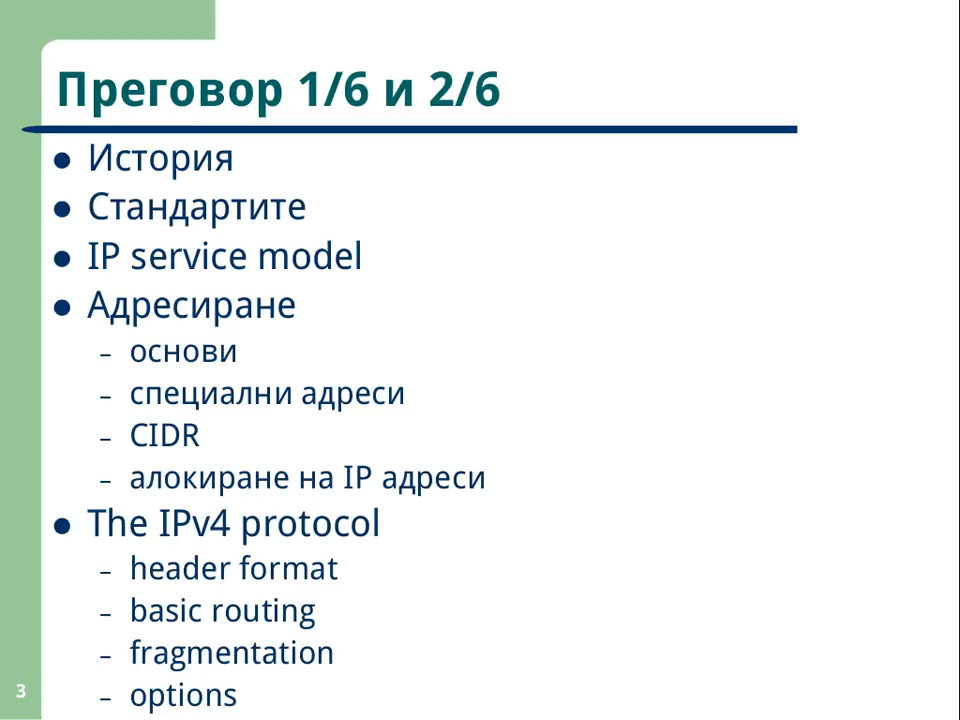 Преговор 1/6 и 2/6
● История
● Стандартите
● IP service model
● Адресиране
– основи
– специални адреси
– CIDR
– алокиране на IP адреси
● The IPv4 protocol
– header format
– basic routing
– fragmentation
– options
3